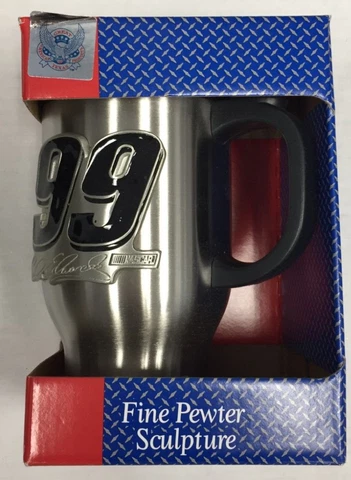 99
NASCAR
Fine Pewter
Sculpture